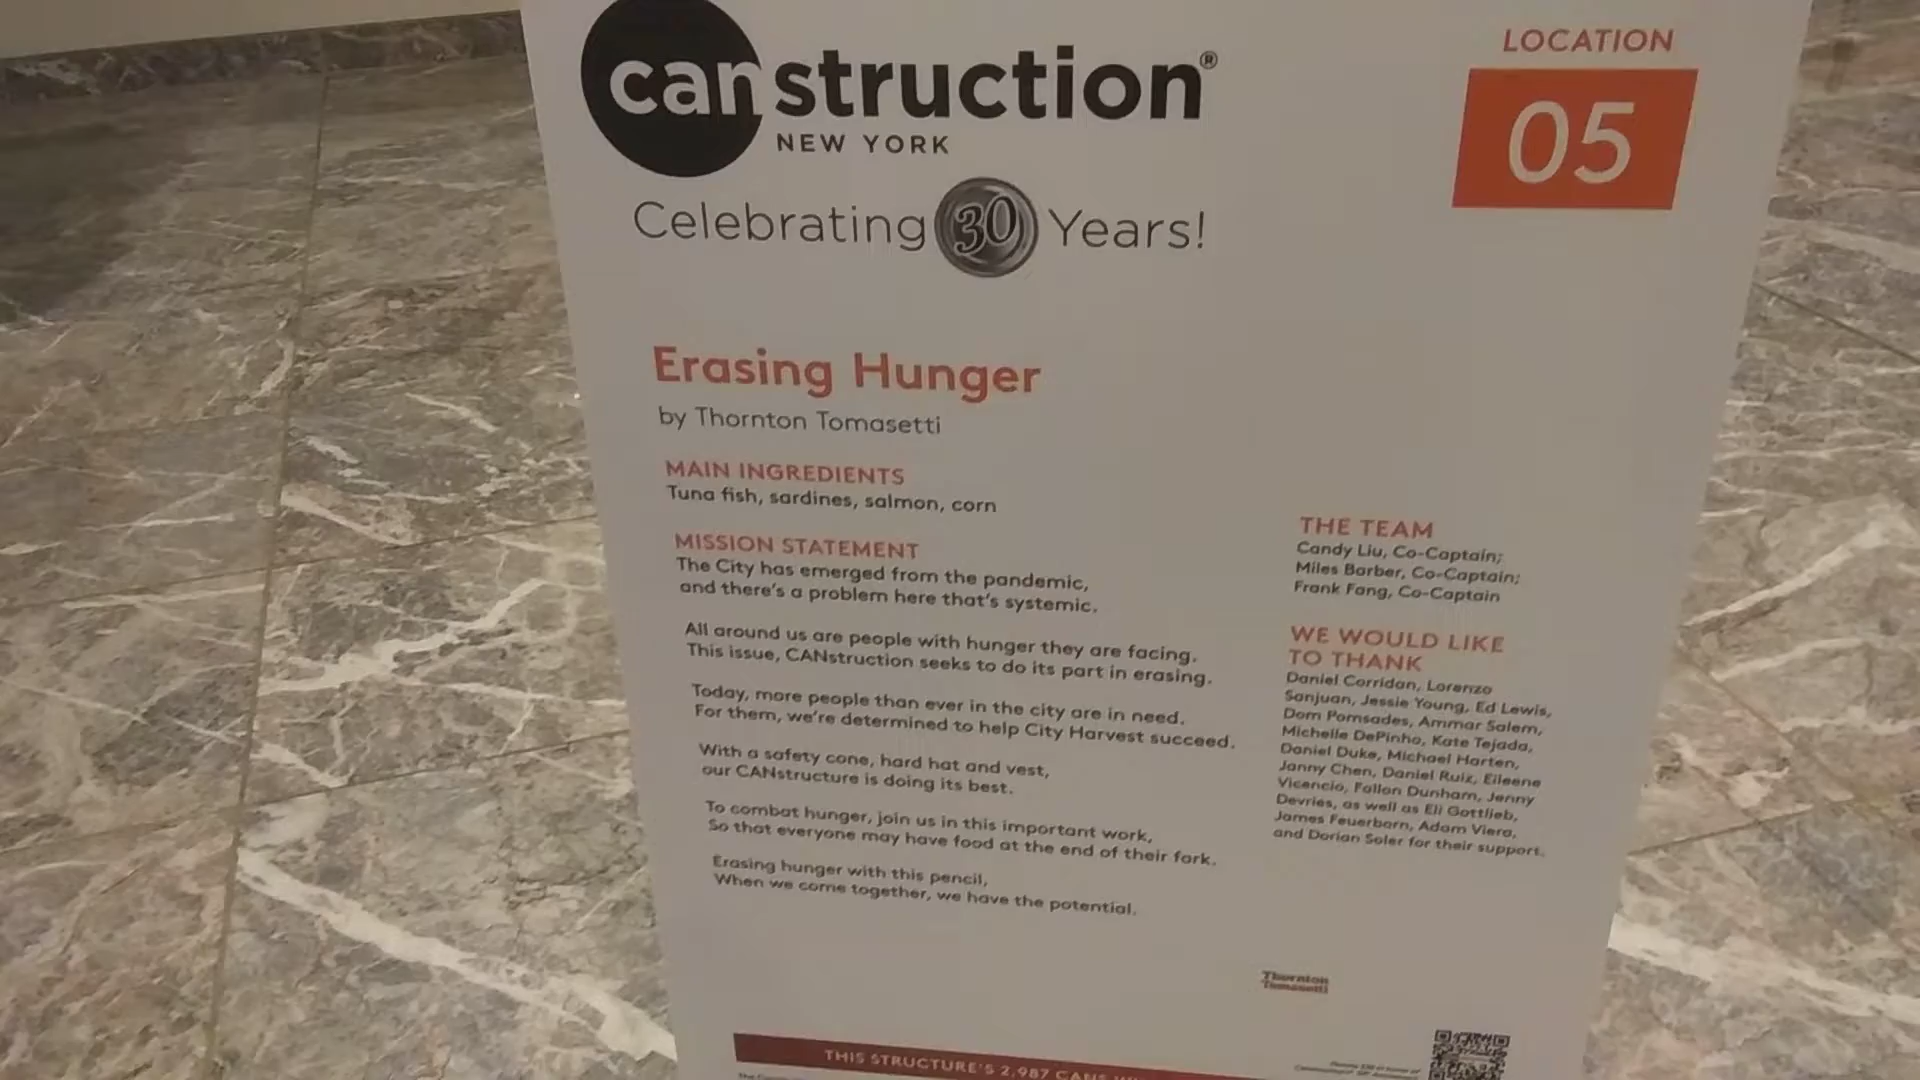 canstruction®
NEW YORK
Celebrating 30 Years!
LOCATION
05
Erasing Hunger
by Thornton Tomasetti
MAIN INGREDIENTS
Tuna fish, sardines, salmon, corn
MISSION STATEMENT
The City has emerged from the pandemic,
and there's a problem here that's systemic.
All around us are people with hunger they are facing.
This issue, CANstruction seeks to do its part in erasing.
Today, more people than ever in the city are in need.
For them, we're determined to help City Harvest succeed.
With a safety cone, hard hat and vest,
our CANstructure is doing its best.
To combat hunger, join us in this important work,
So that everyone may have food at the end of their fork.
Erasing hunger with this pencil,
When we come together, we have the potential.
THE TEAM
Candy Liu, Co-Captain;
Miles Barber, Co-Captain;
Frank Fang, Co-Captain
WE WOULD LIKE
TO THANK
Daniel Corridan, Lorenzo
Sanjuan, Jessie Young, Ed Lewis,
Dom Pomsades, Ammar Salem,
Michelle DePinho, Kate Tejada,
Daniel Duke, Michael Harten,
Janny Chen, Daniel Ruiz, Eileene
Vicencio, Fallon Dunham, Jenny
Devries, as well as Eli Gottlieb,
James Feuerborn, Adam Viera,
and Dorian Soler for their support.
Thornton
Tomasetti
THIS STRUCTURE'S 2,987 CANS